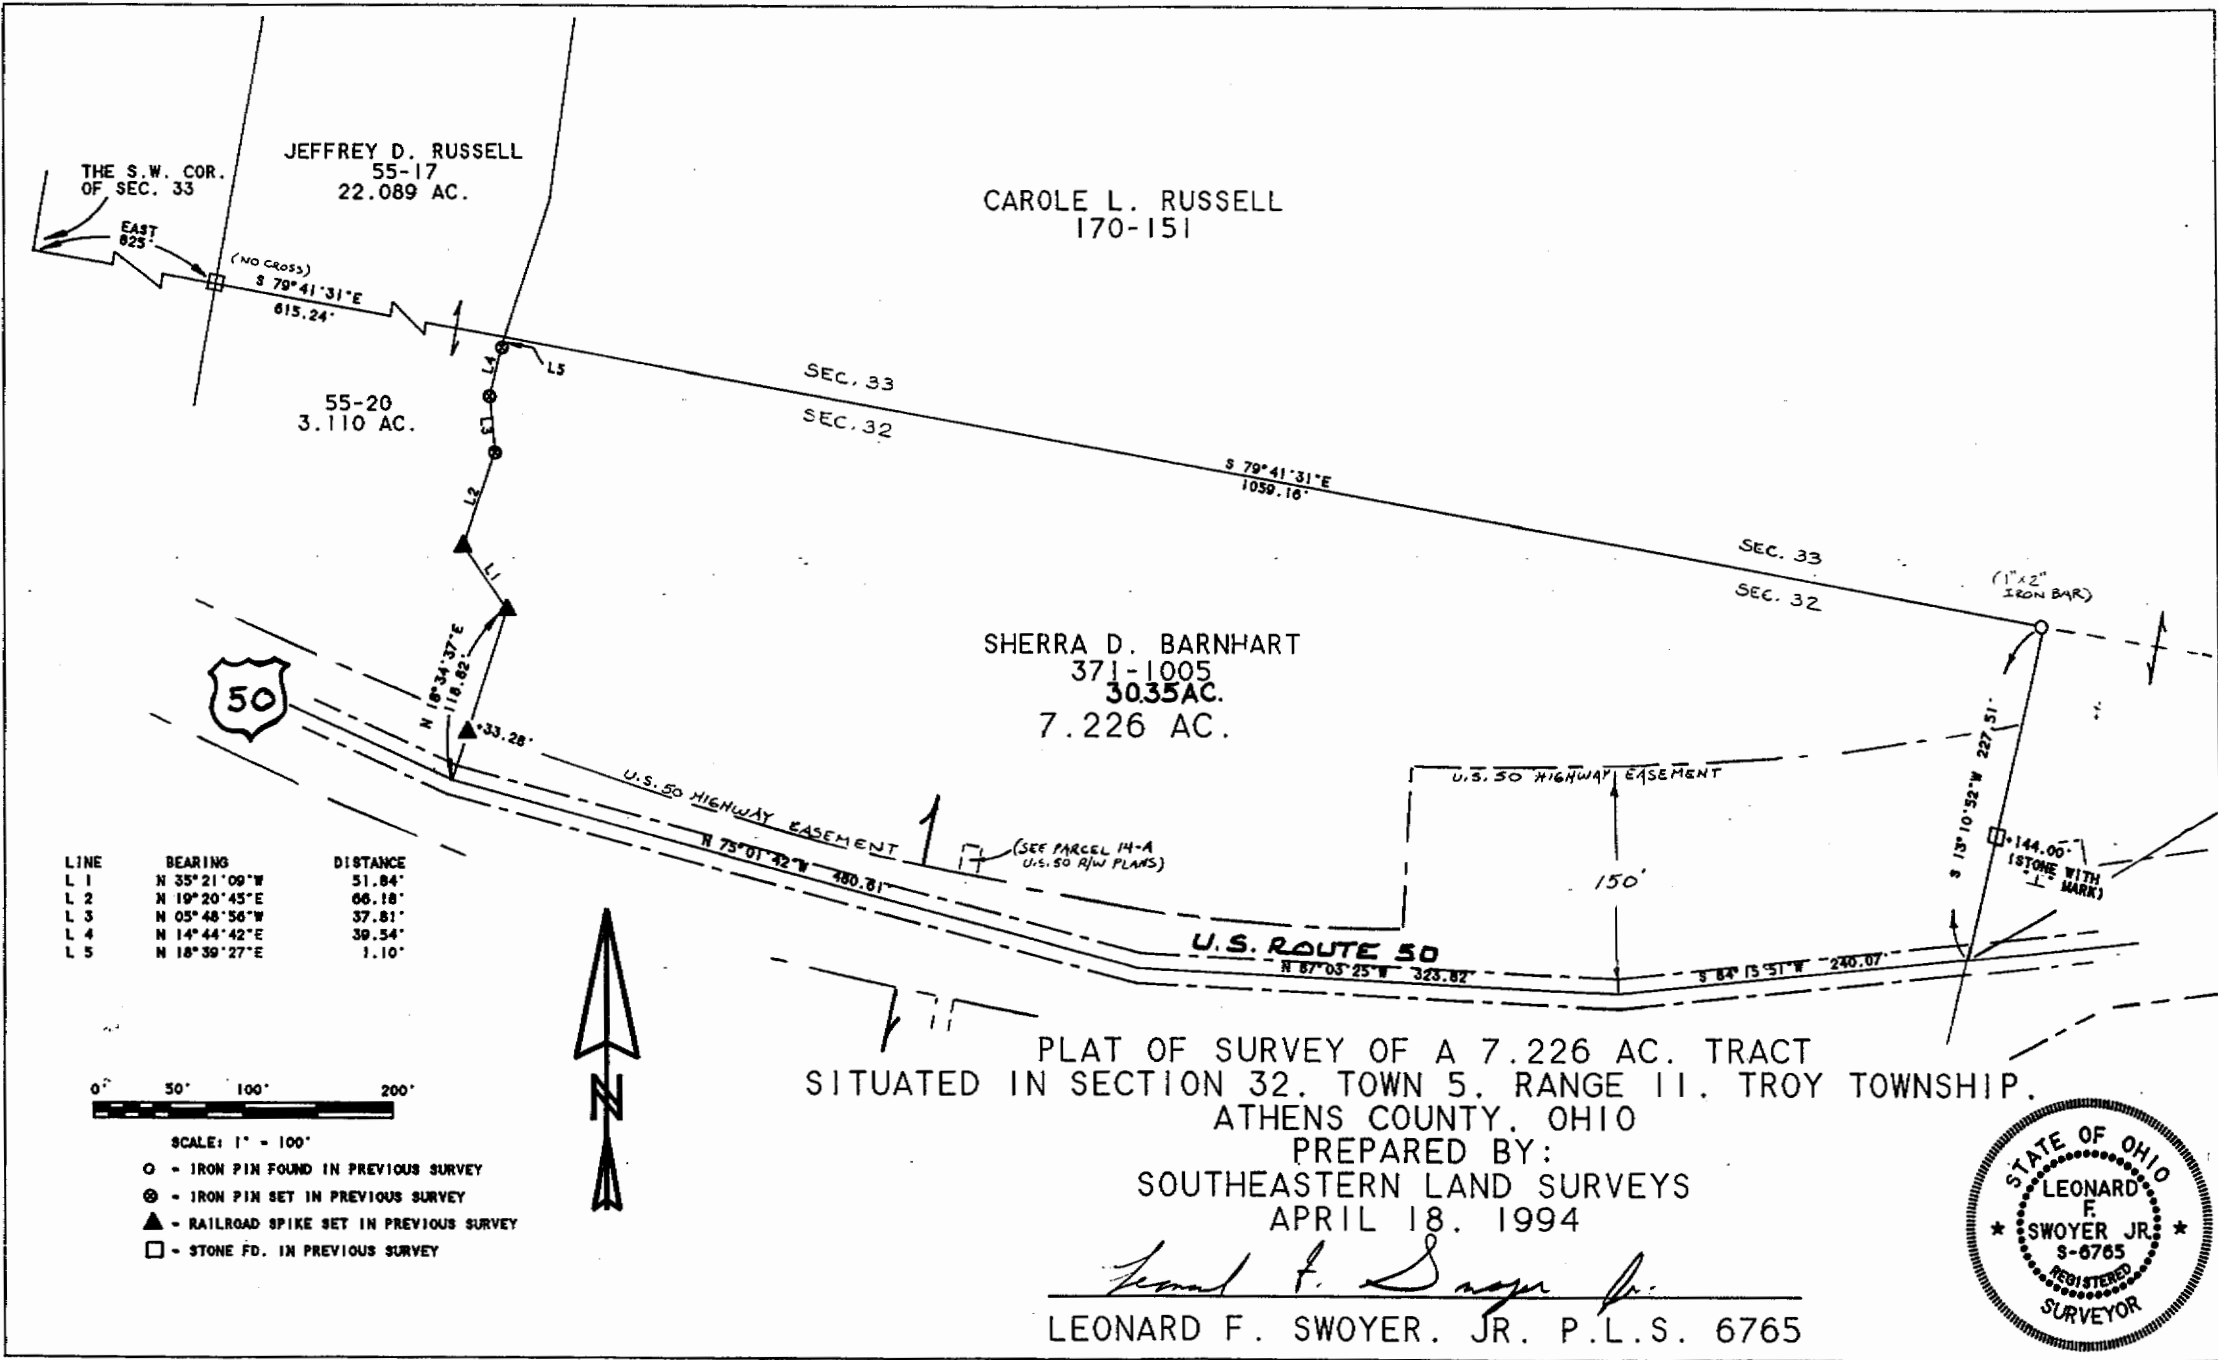 THE S.W. COR.
OF SEC. 33
EAST
825'
(NO CROSS)
S 79°41'31"E
615.24'
JEFFREY D. RUSSELL
55-17
22.089 AC.
CAROLE L. RUSSELL
170-151
L4
L5
L3
L2
L1
55-20
3.110 AC.
SEC. 33
SEC. 32
S 79°41'31"E
1059.16'
SEC. 33
SEC. 32
(1"x2"
IRON BAR)
N 18°34'37"E
118.82'
+33.28'
50
SHERRA D. BARNHART
371-1005
30.35AC.
7.226 AC.
U.S. 50 HIGHWAY EASEMENT
N 75°01'42"W 480.61'
(SEE PARCEL 14-A
U.S. 50 R/W PLANS)
U.S. 50 HIGHWAY EASEMENT
150'
S 13°10'52"W 227.51'
+144.00'
(STONE WITH
"⊥" MARK)
U.S. ROUTE 50
N 87°03'25"W 323.82'
S 84°15'51"W 240.07'
LINE BEARING DISTANCE
L 1 N 35°21'09"W 51.84'
L 2 N 19°20'45"E 66.18'
L 3 N 05°48'56"W 37.81'
L 4 N 14°44'42"E 39.54'
L 5 N 18°39'27"E 1.10'
N
0' 50' 100' 200'
SCALE: 1" = 100'
O - IRON PIN FOUND IN PREVIOUS SURVEY
⊗ - IRON PIN SET IN PREVIOUS SURVEY
▲ - RAILROAD SPIKE SET IN PREVIOUS SURVEY
□ - STONE FD. IN PREVIOUS SURVEY
PLAT OF SURVEY OF A 7.226 AC. TRACT
SITUATED IN SECTION 32. TOWN 5. RANGE 11. TROY TOWNSHIP.
ATHENS COUNTY. OHIO
PREPARED BY:
SOUTHEASTERN LAND SURVEYS
APRIL 18. 1994
Leonard F. Swoyer Jr.
LEONARD F. SWOYER. JR. P.L.S. 6765
STATE OF OHIO
LEONARD
F.
SWOYER JR.
S-6765
REGISTERED
SURVEYOR